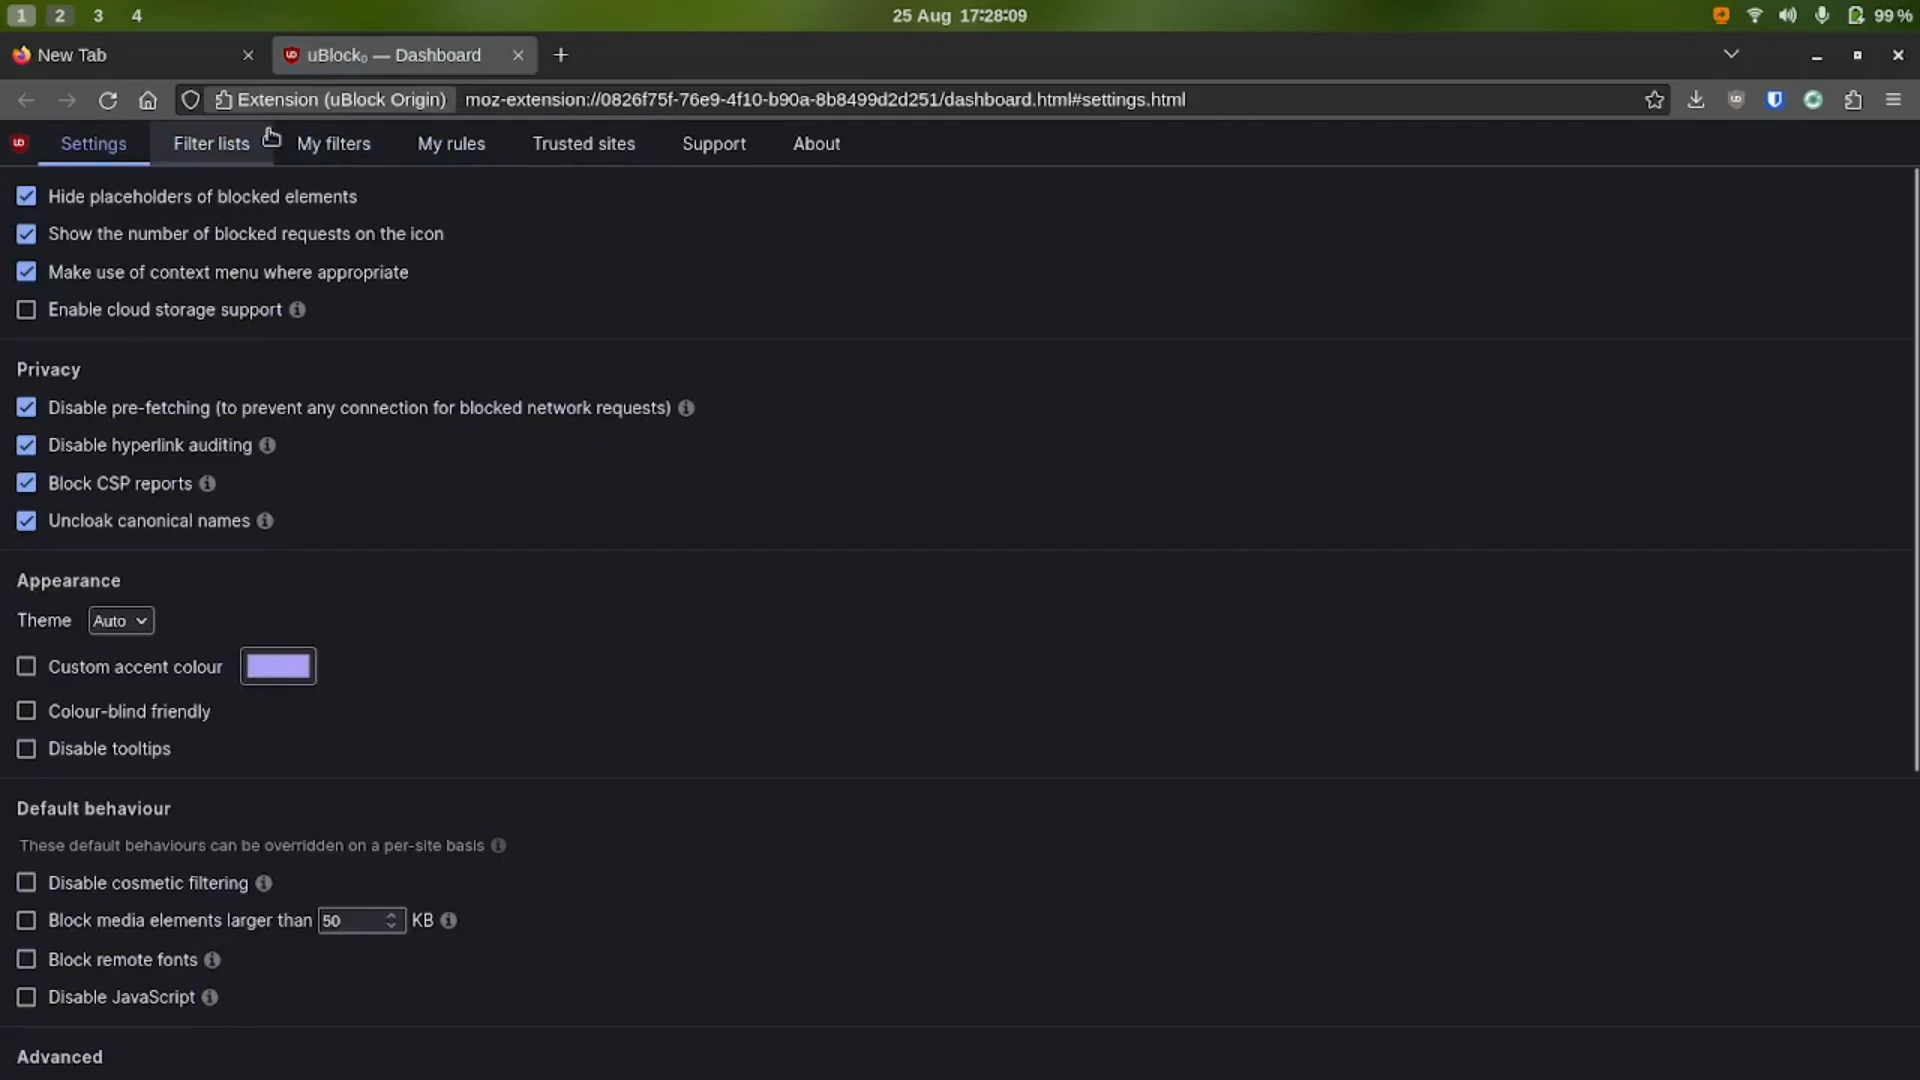 1 2 3 4 25 Aug 17:28:09 99 %
New Tab uBlock₀ — Dashboard
Extension (uBlock Origin) moz-extension://0826f75f-76e9-4f10-b90a-8b8499d2d251/dashboard.html#settings.html
Settings Filter lists My filters My rules Trusted sites Support About
Hide placeholders of blocked elements
Show the number of blocked requests on the icon
Make use of context menu where appropriate
Enable cloud storage support
Privacy
Disable pre-fetching (to prevent any connection for blocked network requests)
Disable hyperlink auditing
Block CSP reports
Uncloak canonical names
Appearance
Theme Auto
Custom accent colour
Colour-blind friendly
Disable tooltips
Default behaviour
These default behaviours can be overridden on a per-site basis
Disable cosmetic filtering
Block media elements larger than 50 KB
Block remote fonts
Disable JavaScript
Advanced